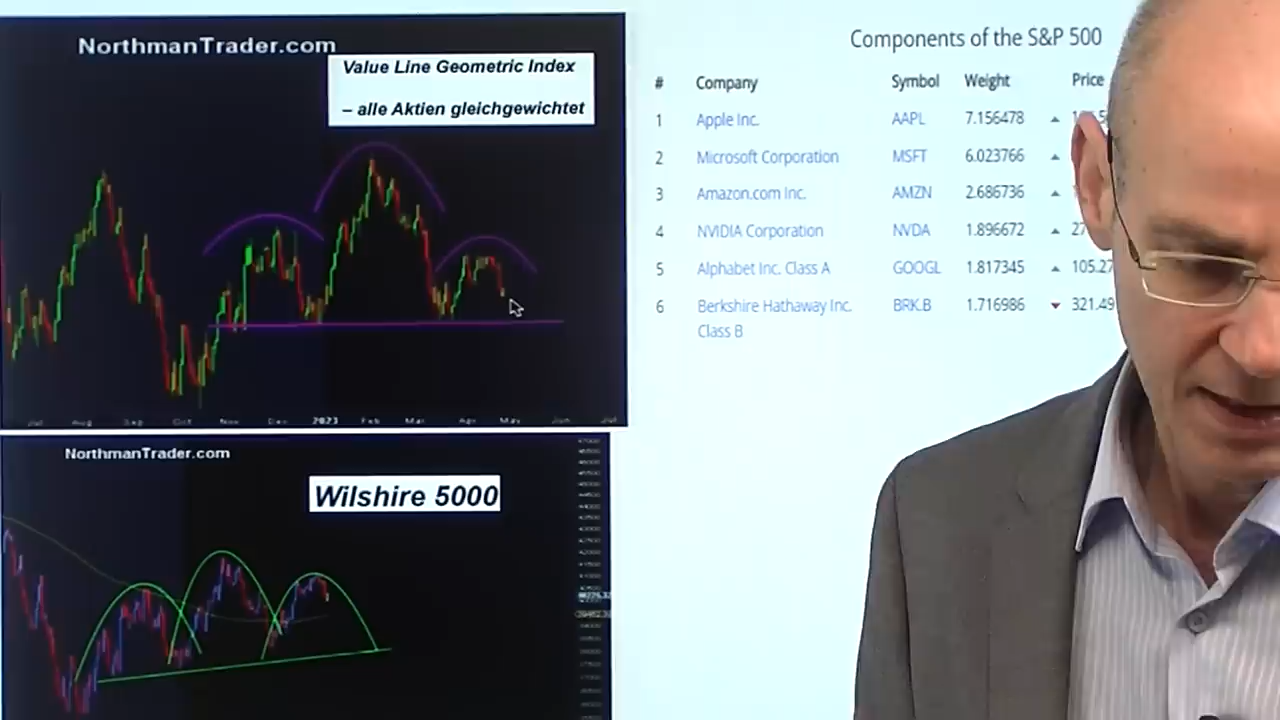 NorthmanTrader.com
Value Line Geometric Index
– alle Aktien gleichgewichtet
Aug Sep Oct Nov Dec 2023 Feb Mar Apr May Jun
NorthmanTrader.com
Wilshire 5000
Components of the S&P 500
# Company Symbol Weight Price
1 Apple Inc. AAPL 7.156478
2 Microsoft Corporation MSFT 6.023766
3 Amazon.com Inc. AMZN 2.686736
4 NVIDIA Corporation NVDA 1.896672
5 Alphabet Inc. Class A GOOGL 1.817345 105.27
6 Berkshire Hathaway Inc. BRK.B 1.716986 321.49
Class B